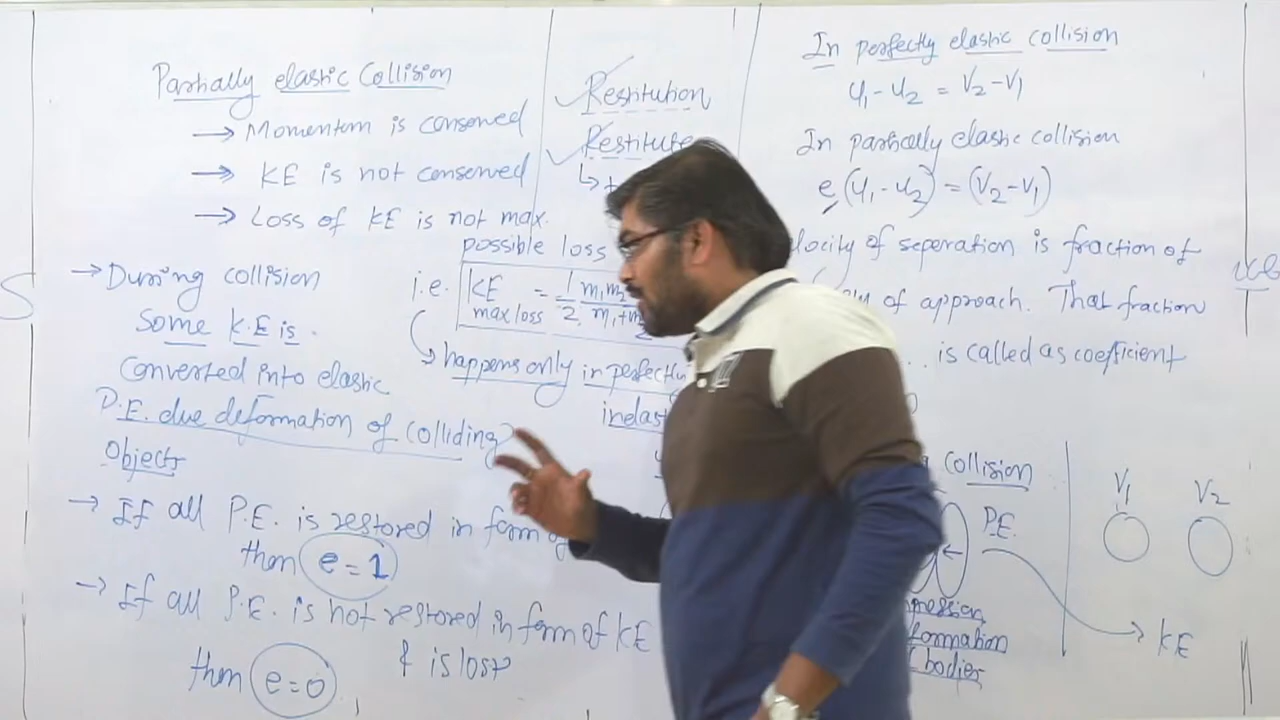 Partially elastic Collision
→ Momentum is conserved
→ KE is not conserved
→ Loss of KE is not max.
possible loss
i.e. KE max loss = 1/2 m1m2
happens only in perfectly
→ During collision
Some K.E is
Converted into elastic
P.E. due deformation of colliding
Objects
→ If all P.E. is restored in form of
then e = 1
→ If all P.E. is not restored in form of KE
then e=0 & is lost
Restitution
Restitute
In perfectly elastic collision
u1 - u2 = V2 - V1
In partially elastic collision
e(u1 - u2) = (V2 - V1)
of seperation is fraction of
of approach. That fraction
is called as coefficient
Collision
P.E.
V1 V2
KE
bodies